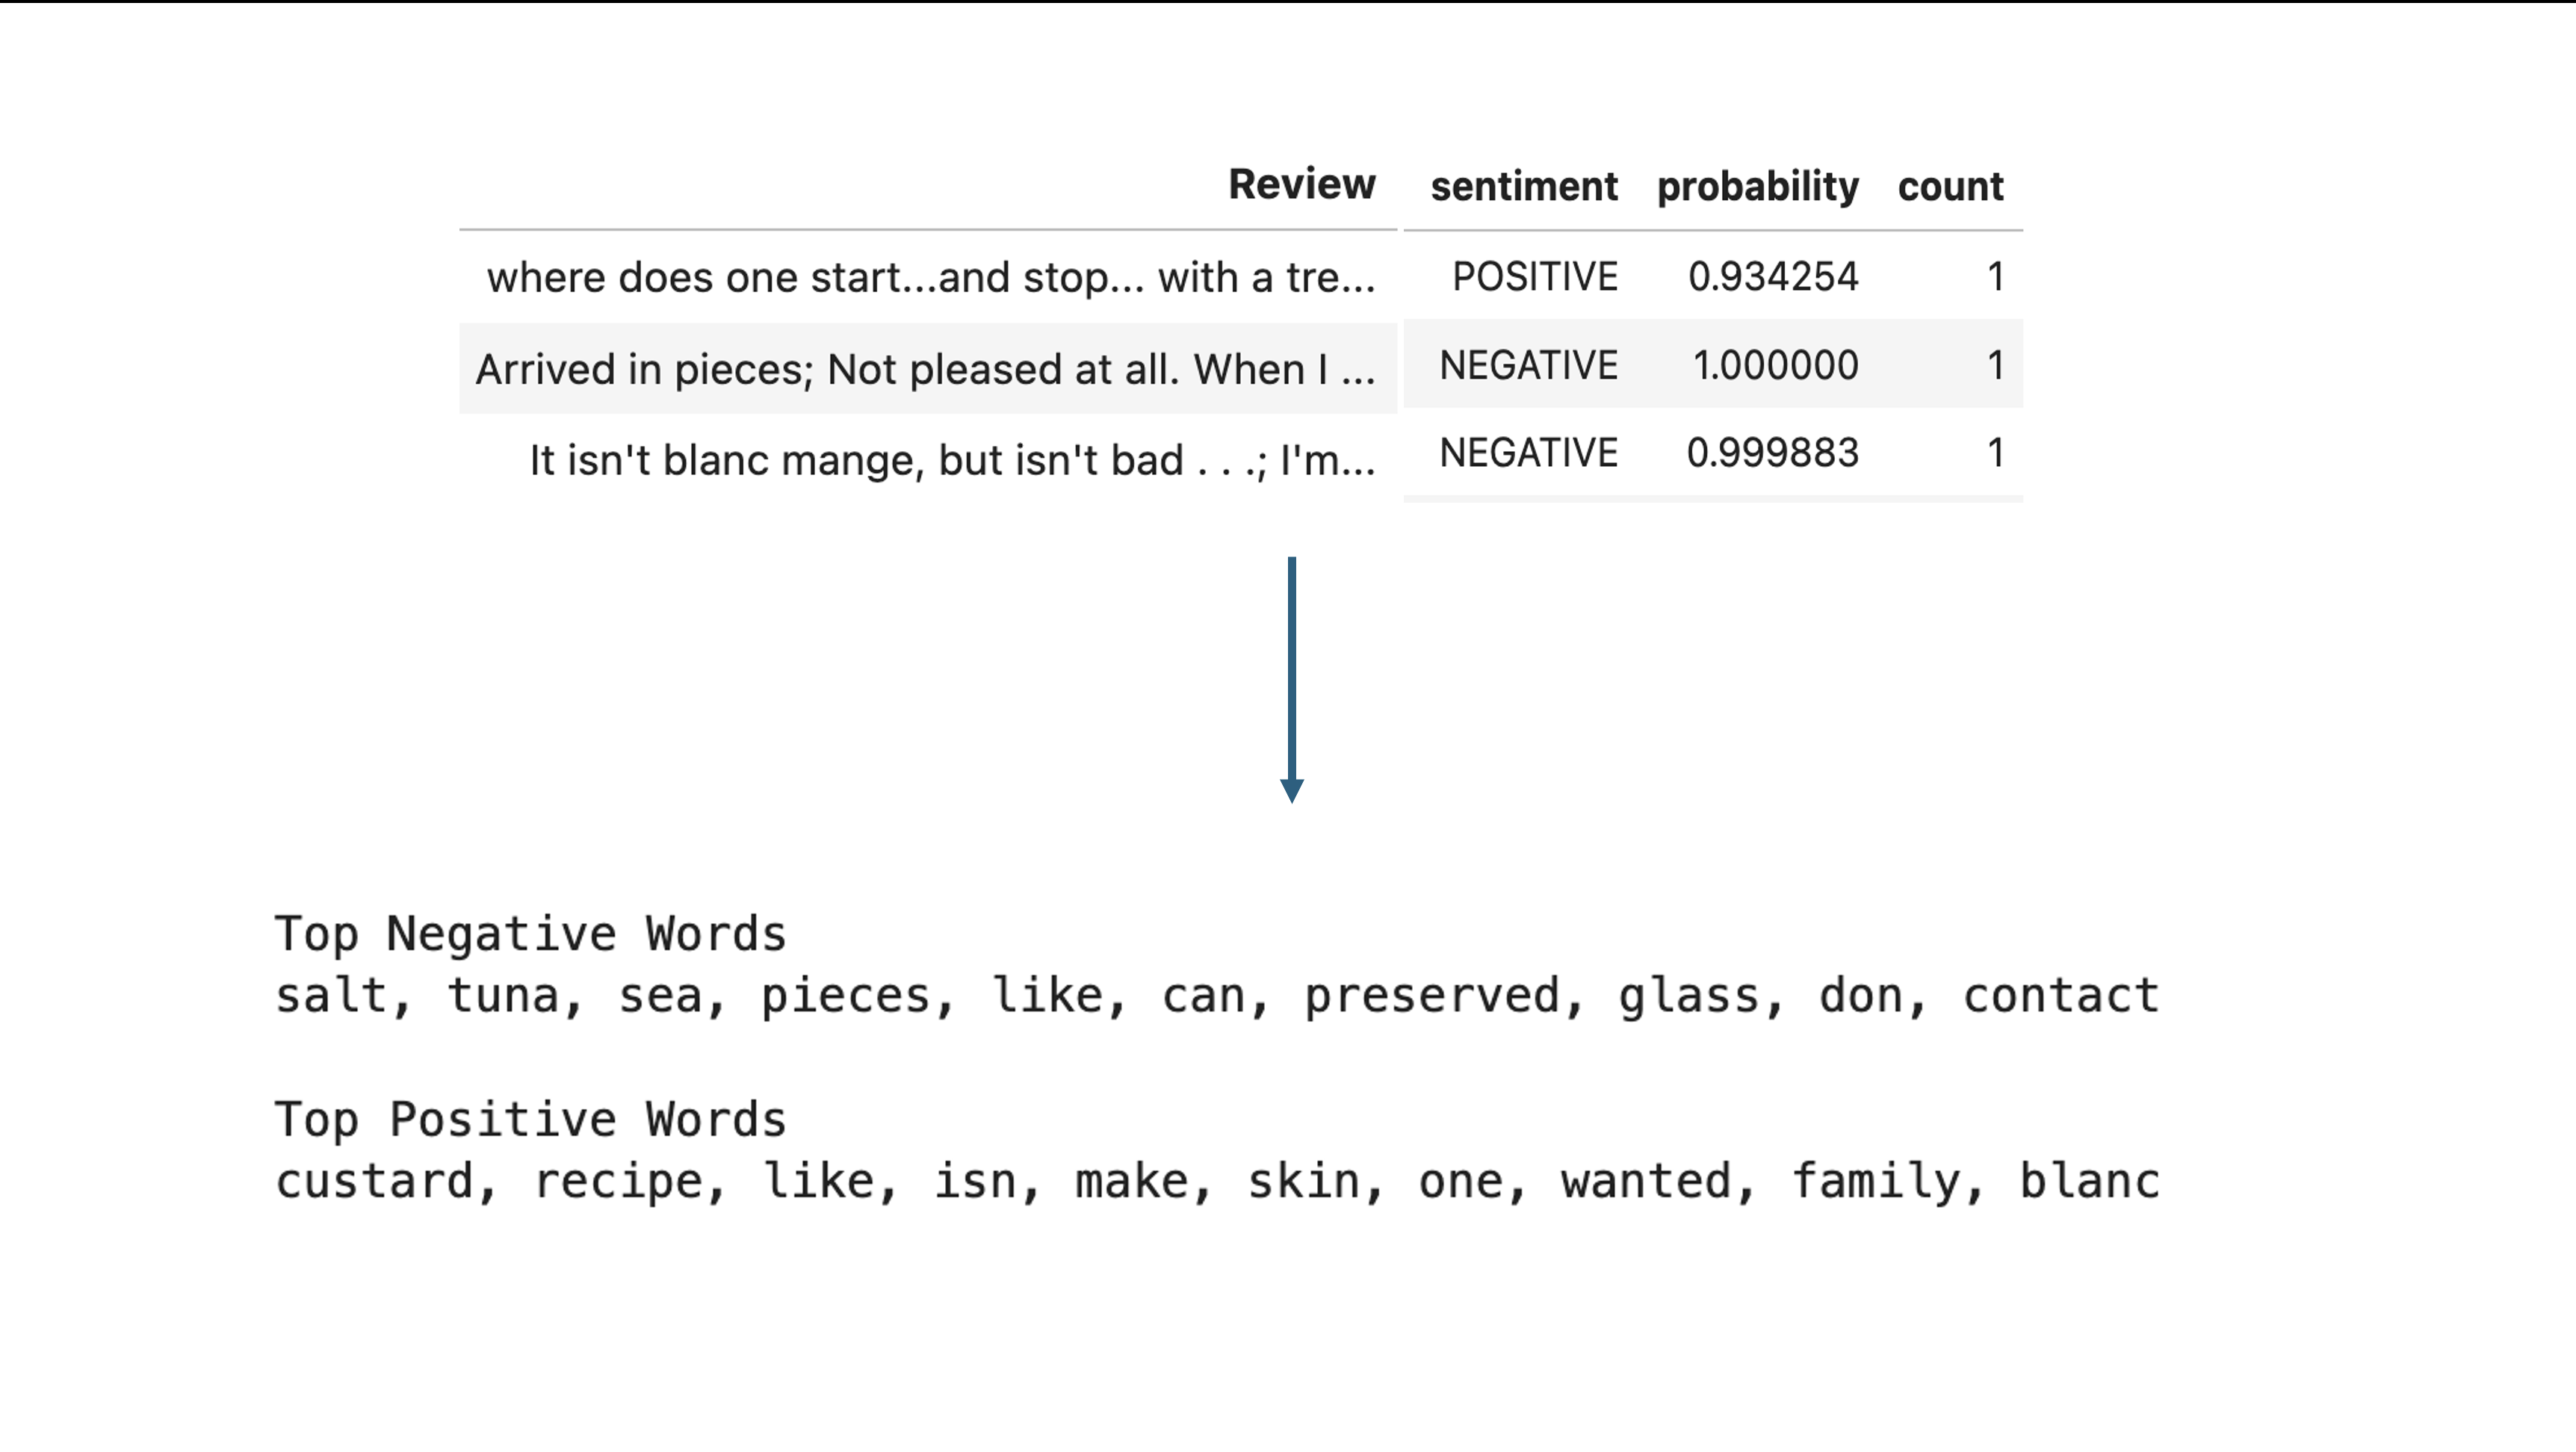 Review sentiment probability count
where does one start...and stop... with a tre... POSITIVE 0.934254 1
Arrived in pieces; Not pleased at all. When I ... NEGATIVE 1.000000 1
It isn't blanc mange, but isn't bad . . .; I'm... NEGATIVE 0.999883 1
Top Negative Words
salt, tuna, sea, pieces, like, can, preserved, glass, don, contact
Top Positive Words
custard, recipe, like, isn, make, skin, one, wanted, family, blanc